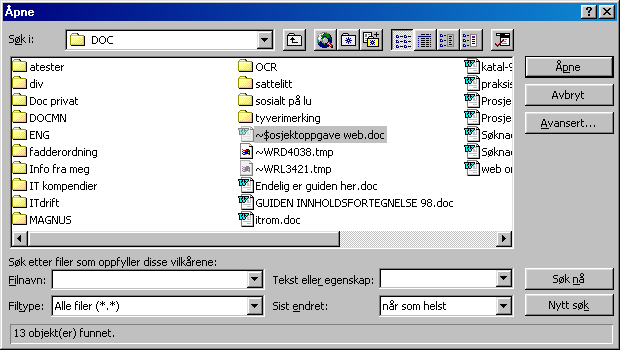 Åpne
Søk i: DOC
atester
div
Doc privat
DOCMN
ENG
fadderordning
Info fra meg
IT kompendier
ITdrift
MAGNUS
OCR
sattelitt
sosialt på lu
tyverimerking
~$osjektoppgave web.doc
~WRD4038.tmp
~WRL3421.tmp
Endelig er guiden her.doc
GUIDEN INNHOLDSFORTEGNELSE 98.doc
itrom.doc
katal-9
praksis
Prosje
Prosje
Søknad
Søknad
web or
Åpne
Avbryt
Avansert...
Søk etter filer som oppfyller disse vilkårene:
Filnavn:
Tekst eller egenskap:
Søk nå
Filtype: Alle filer (*.*)
Sist endret: når som helst
Nytt søk
13 objekt(er) funnet.